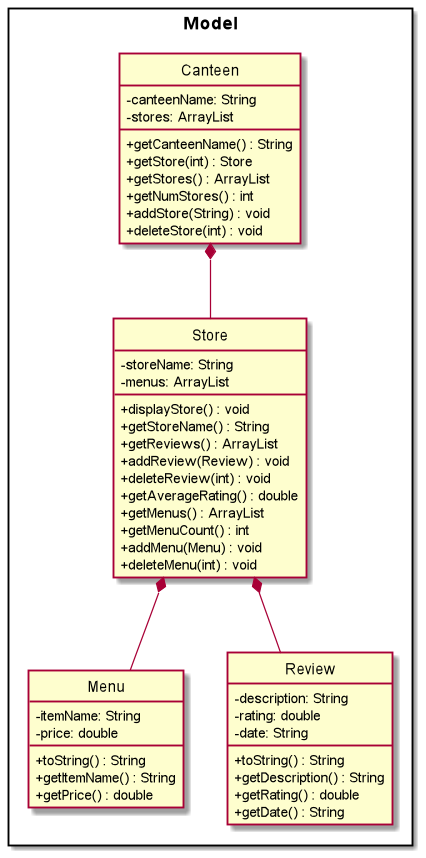 Model
Canteen
-canteenName: String
-stores: ArrayList
+getCanteenName() : String
+getStore(int) : Store
+getStores() : ArrayList
+getNumStores() : int
+addStore(String) : void
+deleteStore(int) : void
Store
-storeName: String
-menus: ArrayList
+displayStore() : void
+getStoreName() : String
+getReviews() : ArrayList
+addReview(Review) : void
+deleteReview(int) : void
+getAverageRating() : double
+getMenus() : ArrayList
+getMenuCount() : int
+addMenu(Menu) : void
+deleteMenu(int) : void
Menu
-itemName: String
-price: double
+toString() : String
+getItemName() : String
+getPrice() : double
Review
-description: String
-rating: double
-date: String
+toString() : String
+getDescription() : String
+getRating() : double
+getDate() : String